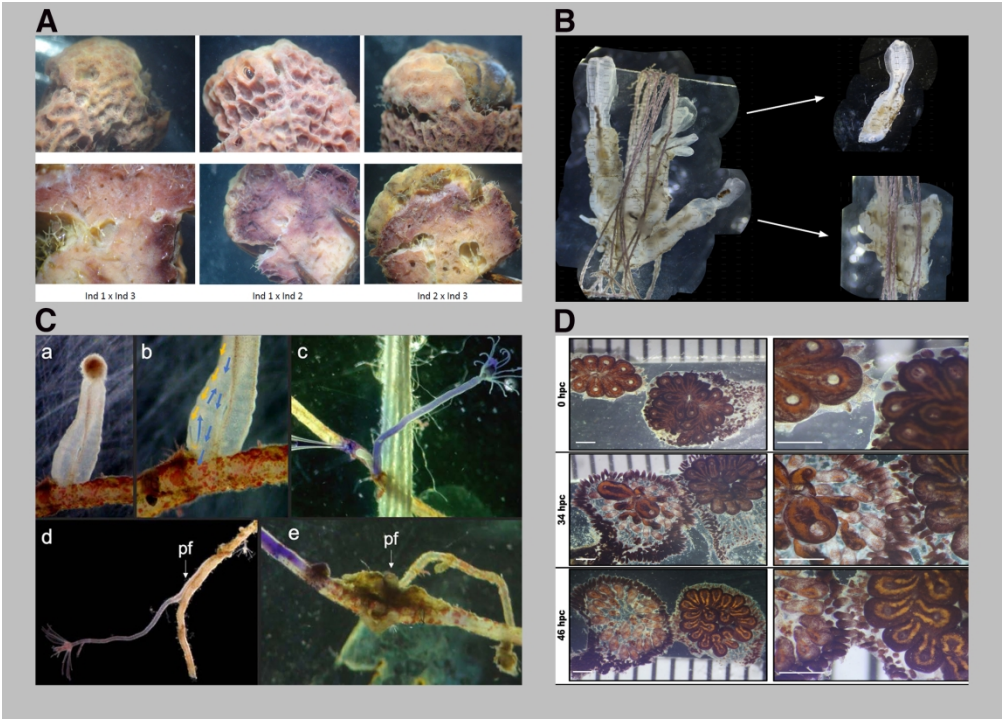 A
Ind 1 x Ind 3
Ind 1 x Ind 2
Ind 2 x Ind 3
B
C
a
b
c
d
pf
e
pf
D
0 hpc
34 hpc
46 hpc